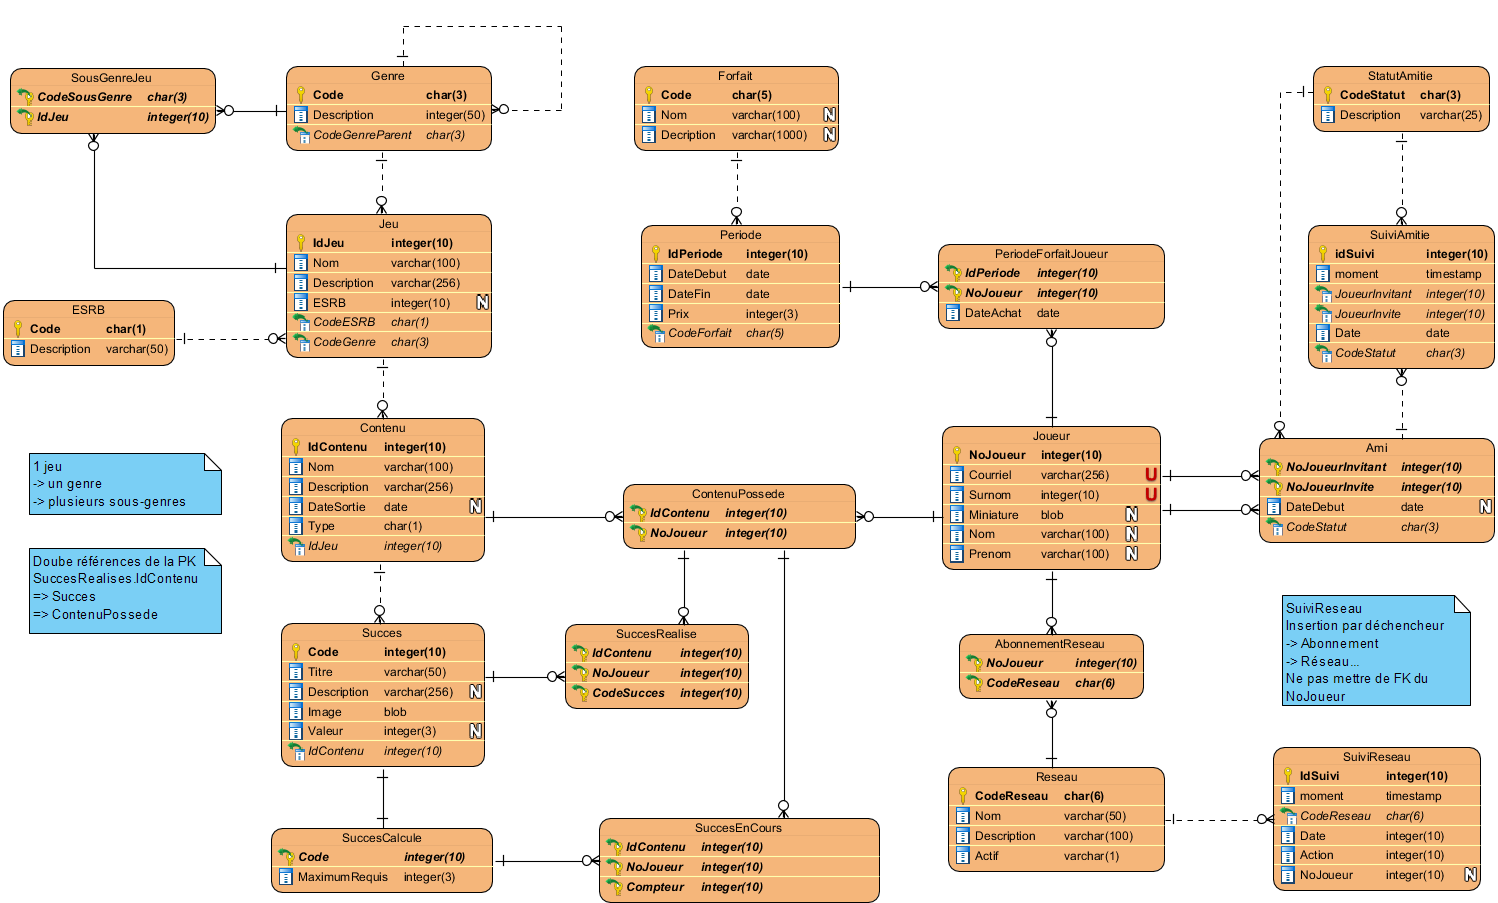 SousGenreJeu
CodeSousGenre char(3)
IdJeu integer(10)
Genre
Code char(3)
Description integer(50)
CodeGenreParent char(3)
Forfait
Code char(5)
Nom varchar(100) N
Decription varchar(1000) N
StatutAmitie
CodeStatut char(3)
Description varchar(25)
Jeu
IdJeu integer(10)
Nom varchar(100)
Description varchar(256)
ESRB integer(10) N
CodeESRB char(1)
CodeGenre char(3)
Periode
IdPeriode integer(10)
DateDebut date
DateFin date
Prix integer(3)
CodeForfait char(5)
PeriodeForfaitJoueur
IdPeriode integer(10)
NoJoueur integer(10)
DateAchat date
SuiviAmitie
idSuivi integer(10)
moment timestamp
JoueurInvitant integer(10)
JoueurInvite integer(10)
Date date
CodeStatut char(3)
ESRB
Code char(1)
Description varchar(50)
Contenu
IdContenu integer(10)
Nom varchar(100)
Description varchar(256)
DateSortie date N
Type char(1)
IdJeu integer(10)
1 jeu
-> un genre
-> plusieurs sous-genres
Doube références de la PK
SuccesRealises.IdContenu
=> Succes
=> ContenuPossede
ContenuPossede
IdContenu integer(10)
NoJoueur integer(10)
Joueur
NoJoueur integer(10)
Courriel varchar(256) U
Surnom integer(10) U
Miniature blob N
Nom varchar(100) N
Prenom varchar(100) N
Ami
NoJoueurInvitant integer(10)
NoJoueurInvite integer(10)
DateDebut date N
CodeStatut char(3)
Succes
Code integer(10)
Titre varchar(50)
Description varchar(256) N
Image blob
Valeur integer(3) N
IdContenu integer(10)
SuccesRealise
IdContenu integer(10)
NoJoueur integer(10)
CodeSucces integer(10)
AbonnementReseau
NoJoueur integer(10)
CodeReseau char(6)
SuiviReseau
Insertion par déchencheur
-> Abonnement
-> Réseau...
Ne pas mettre de FK du
NoJoueur
SuccesCalcule
Code integer(10)
MaximumRequis integer(3)
SuccesEnCours
IdContenu integer(10)
NoJoueur integer(10)
Compteur integer(10)
Reseau
CodeReseau char(6)
Nom varchar(50)
Description varchar(100)
Actif varchar(1)
SuiviReseau
IdSuivi integer(10)
moment timestamp
CodeReseau char(6)
Date integer(10)
Action integer(10)
NoJoueur integer(10) N